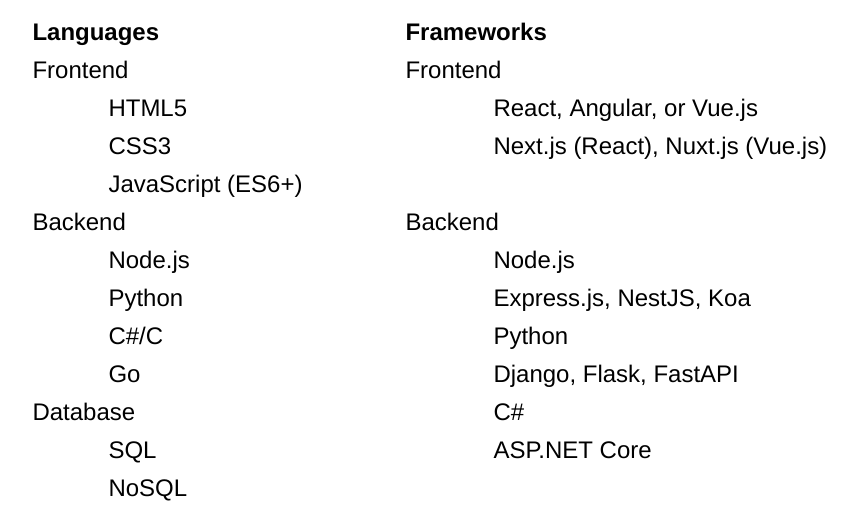 Languages
Frontend
HTML5
CSS3
JavaScript (ES6+)
Backend
Node.js
Python
C#/C
Go
Database
SQL
NoSQL
Frameworks
Frontend
React, Angular, or Vue.js
Next.js (React), Nuxt.js (Vue.js)
Backend
Node.js
Express.js, NestJS, Koa
Python
Django, Flask, FastAPI
C#
ASP.NET Core